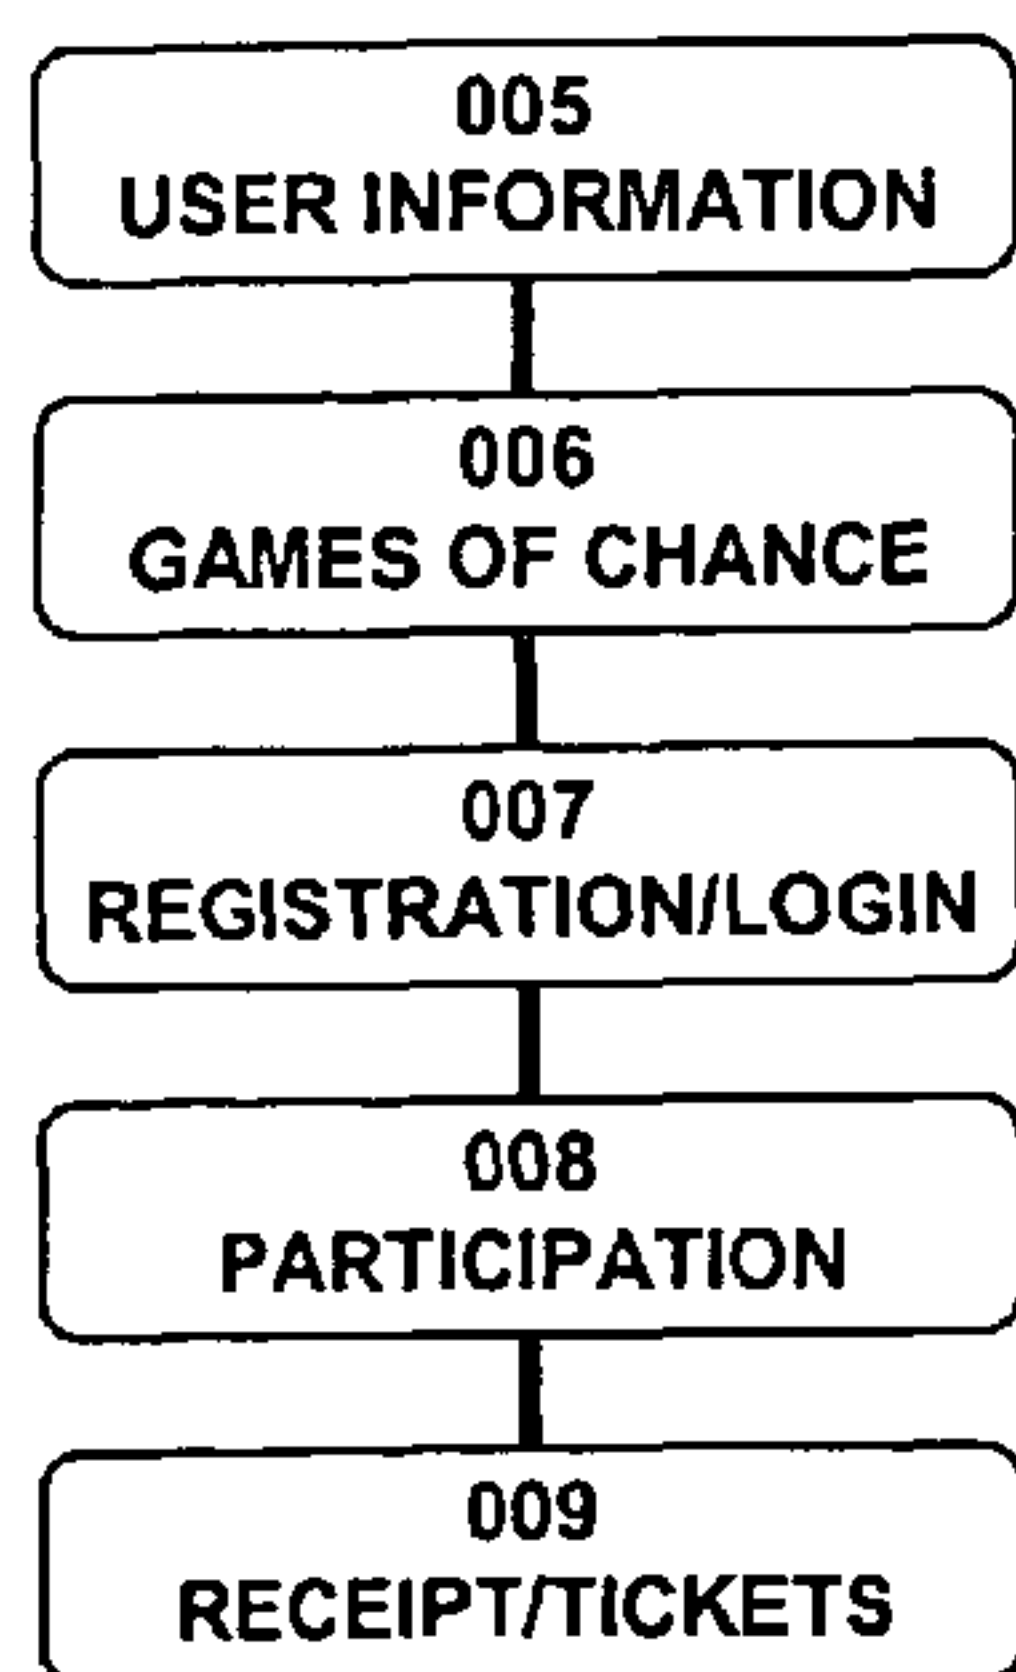 005
USER INFORMATION
006
GAMES OF CHANCE
007
REGISTRATION/LOGIN
008
PARTICIPATION
009
RECEIPT/TICKETS